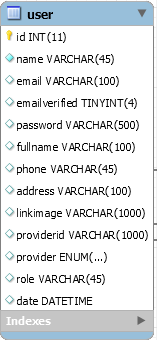 user
id INT(11)
name VARCHAR(45)
email VARCHAR(100)
emailverified TINYINT(4)
password VARCHAR(500)
fullname VARCHAR(100)
phone VARCHAR(45)
address VARCHAR(100)
linkimage VARCHAR(1000)
providerid VARCHAR(1000)
provider ENUM(...)
role VARCHAR(45)
date DATETIME
Indexes